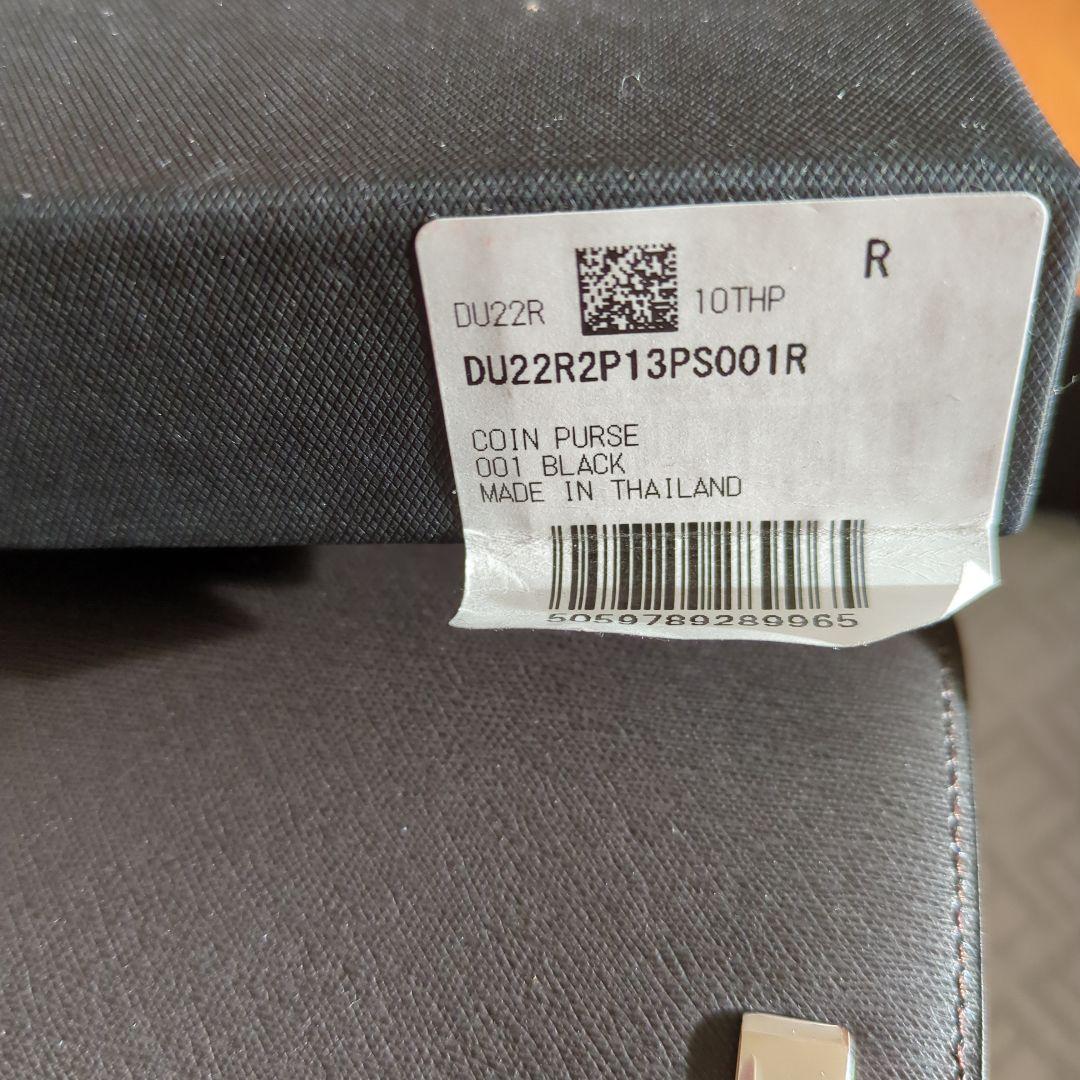 R
DU22R 10THP
DU22R2P13PS001R
COIN PURSE
001 BLACK
MADE IN THAILAND
5059789289965